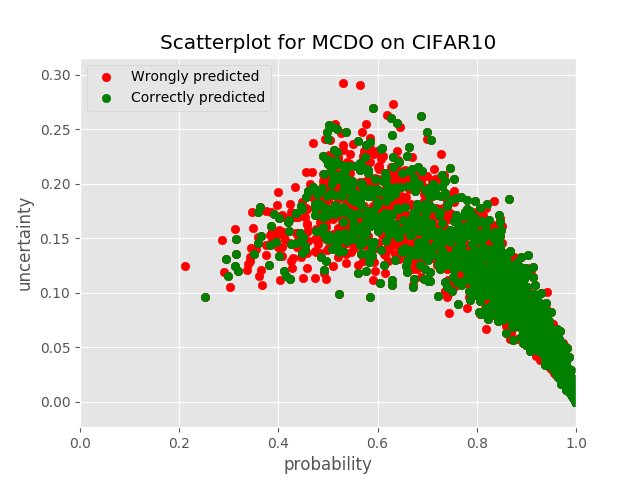 Scatterplot for MCDO on CIFAR10
Wrongly predicted
Correctly predicted
0.30
0.25
0.20
0.15
0.10
0.05
0.00
uncertainty
0.0 0.2 0.4 0.6 0.8 1.0
probability